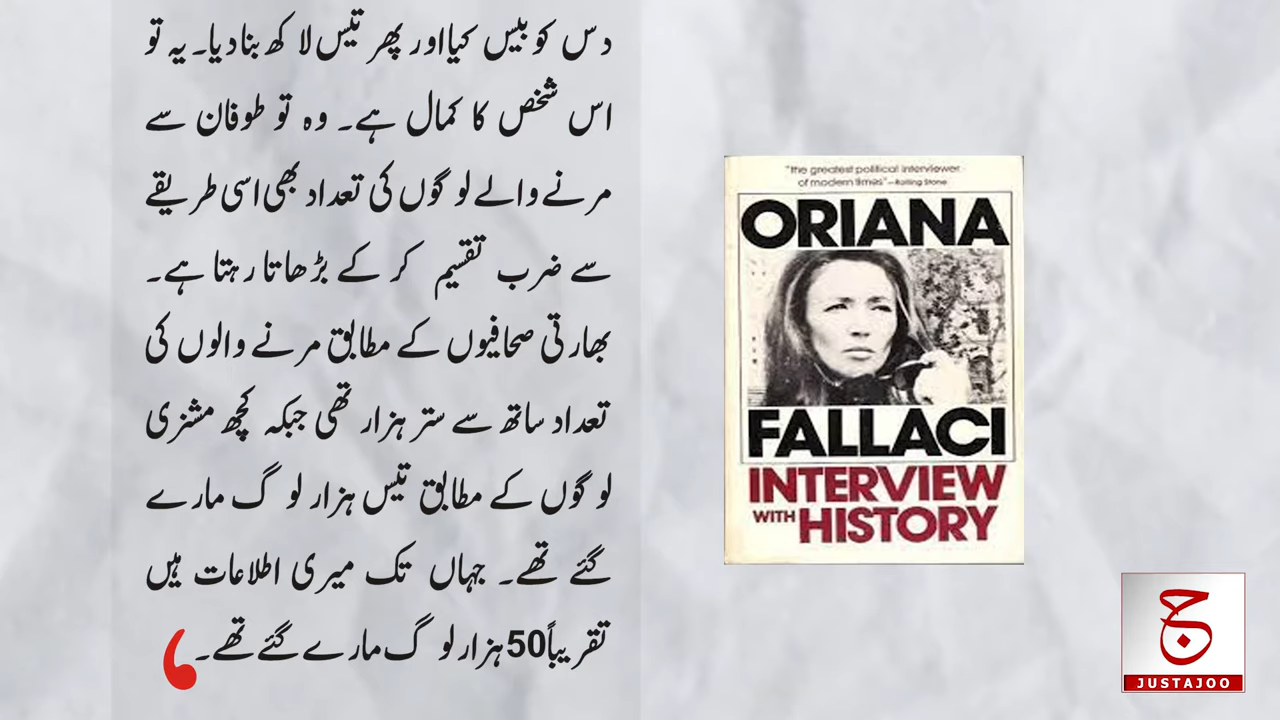 دس کو بیس کیا اور پھر تیس لاکھ بنا دیا۔ یہ تو
اس شخص کا کمال ہے۔ وہ تو طوفان سے
مرنے والے لوگوں کی تعداد بھی اسی طریقے
سے ضرب تقسیم کر کے بڑھاتا رہتا ہے۔
بھارتی صحافیوں کے مطابق مرنے والوں کی
تعداد ساٹھ سے ستر ہزار تھی جبکہ کچھ مشنری
لوگوں کے مطابق تیس ہزار لوگ مارے
گئے تھے۔ جہاں تک میری اطلاعات ہیں
تقریباً 50 ہزار لوگ مارے گئے تھے۔
"the greatest political interviewer
of modern times"—Rolling Stone
ORIANA
FALLACI
INTERVIEW
WITH HISTORY
ج
JUSTAJOO